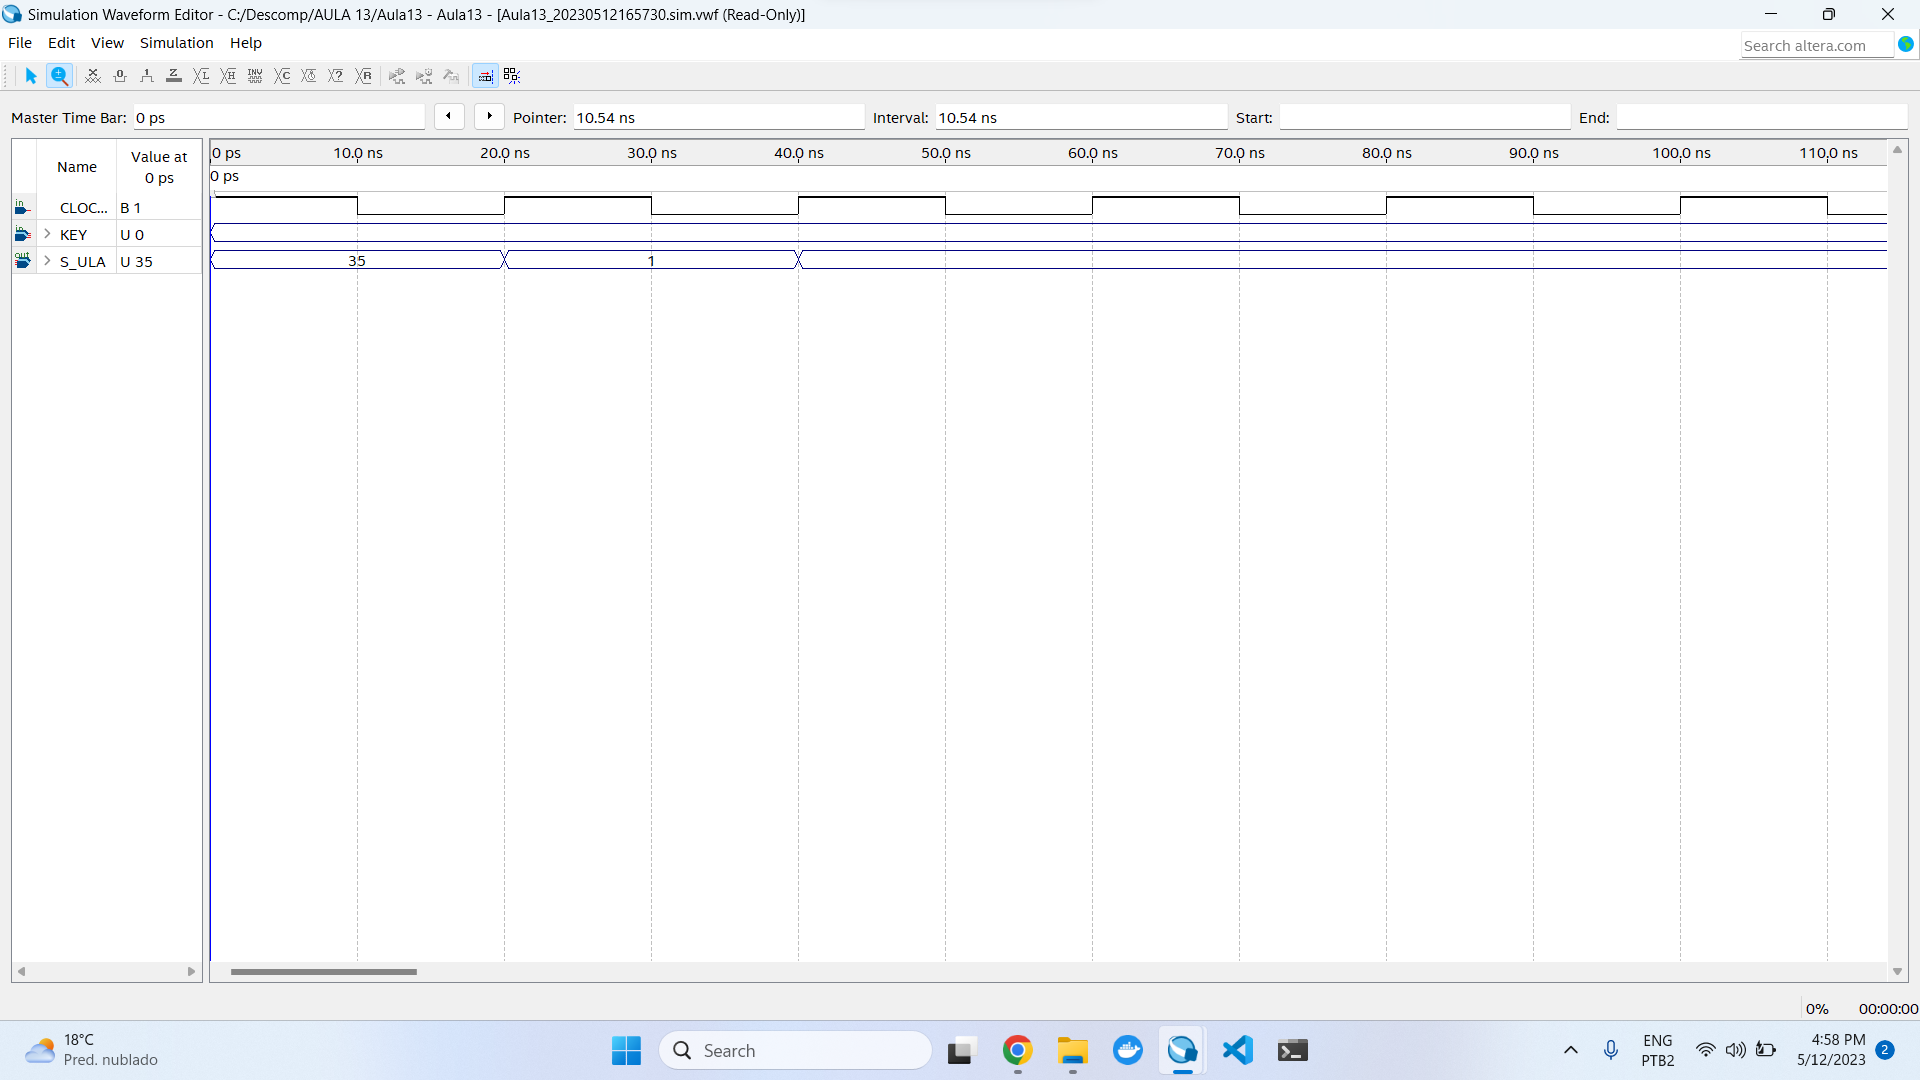 Simulation Waveform Editor - C:/Descomp/AULA 13/Aula13 - Aula13 - [Aula13_20230512165730.sim.vwf (Read-Only)]
File Edit View Simulation Help
Search altera.com
Master Time Bar: 0 ps Pointer: 10.54 ns Interval: 10.54 ns Start: End:
Name Value at 0 ps
0 ps 10.0 ns 20.0 ns 30.0 ns 40.0 ns 50.0 ns 60.0 ns 70.0 ns 80.0 ns 90.0 ns 100.0 ns 110.0 ns
0 ps
in CLOC... B 1
in KEY U 0
out S_ULA U 35 35 1
0% 00:00:00
18°C
Pred. nublado
Search
ENG
PTB2
4:58 PM
5/12/2023
2